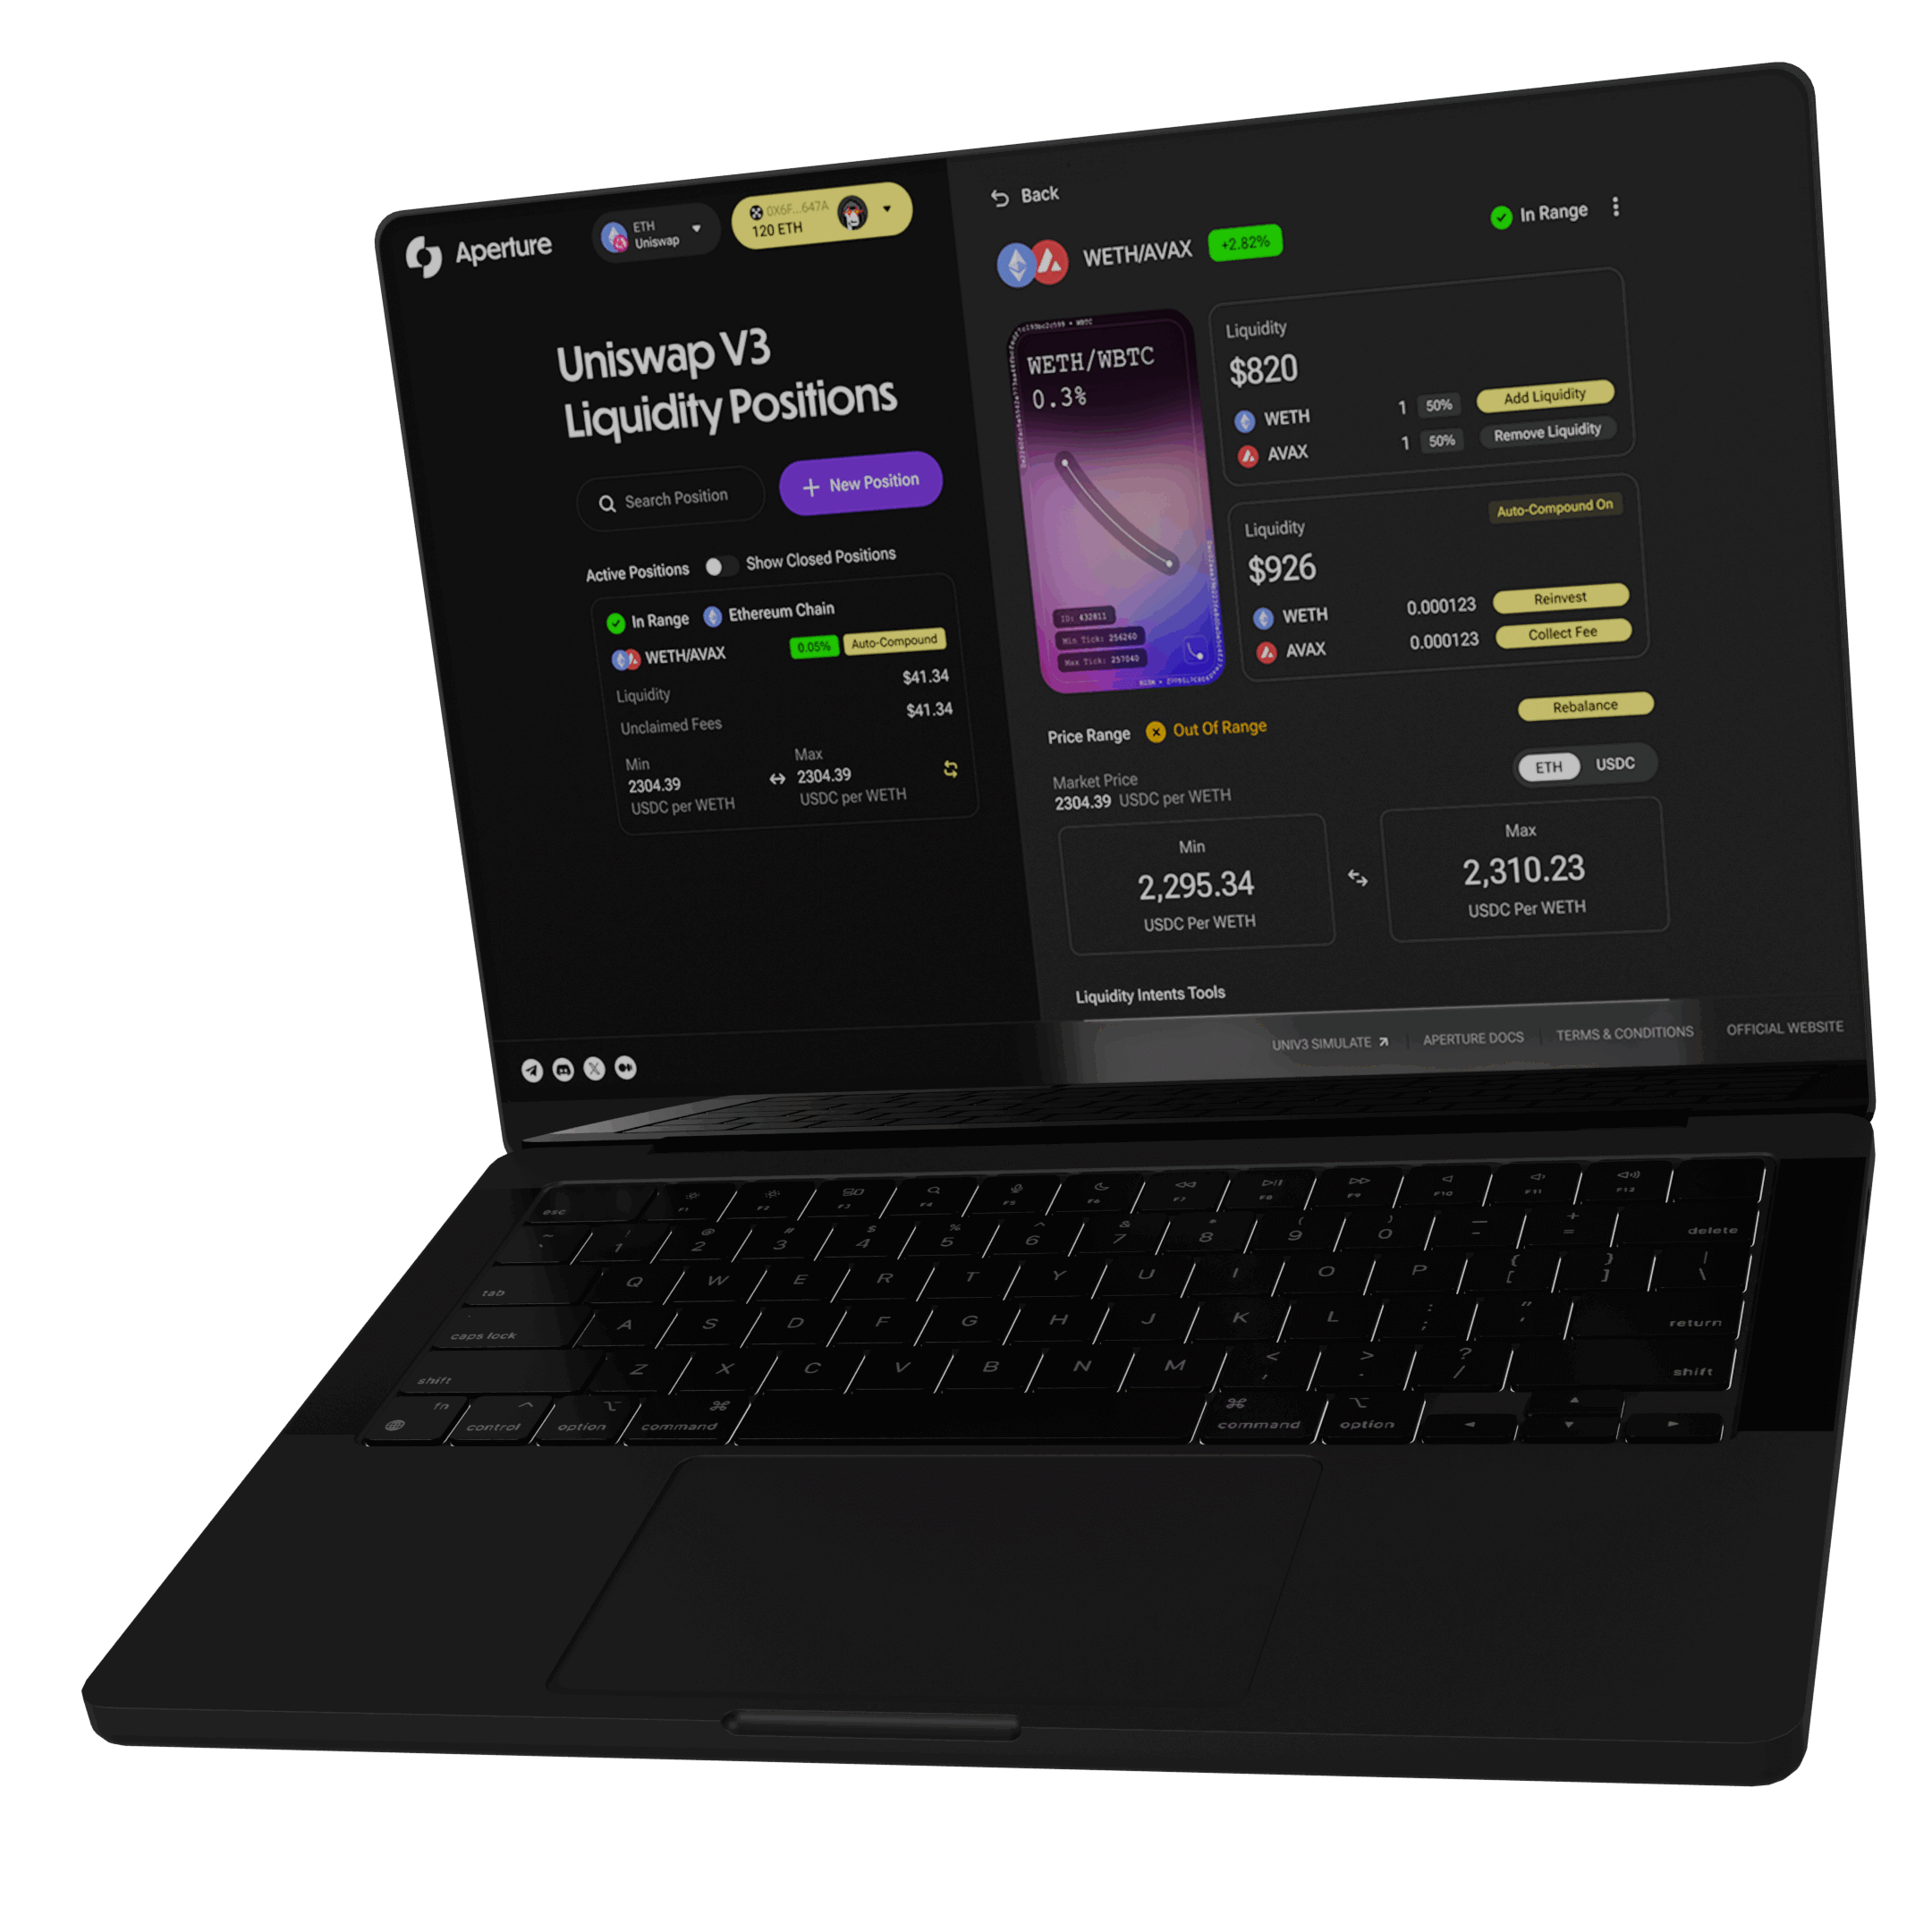 Aperture
ETH
Uniswap
0X6F...647A
120 ETH
Uniswap V3
Liquidity Positions
Search Position
New Position
Active Positions
Show Closed Positions
In Range
Ethereum Chain
WETH/AVAX
0.05%
Auto-Compound
Liquidity
$41.34
Unclaimed Fees
$41.34
Min
2304.39
USDC per WETH
Max
2304.39
USDC per WETH
Back
WETH/AVAX
+2.82%
In Range
WETH/WBTC
0.3%
ID: 432811
Min Tick: 256260
Max Tick: 257040
Liquidity
$820
WETH
1
50%
Add Liquidity
AVAX
1
50%
Remove Liquidity
Liquidity
Auto-Compound On
$926
WETH
0.000123
Reinvest
AVAX
0.000123
Collect Fee
Price Range
Out Of Range
Rebalance
Market Price
2304.39 USDC per WETH
ETH
USDC
Min
2,295.34
USDC Per WETH
Max
2,310.23
USDC Per WETH
Liquidity Intents Tools
UNIV3 SIMULATE
APERTURE DOCS
TERMS & CONDITIONS
OFFICIAL WEBSITE
esc F1 F2 F3 F4 F5 F6 F7 F8 F9 F10 F11 F12
~ ! @ # $ % ^ & * ( ) — +
` 1 2 3 4 5 6 7 8 9 0 - = delete
tab Q W E R T Y U I O P { [ } ] | \
caps lock A S D F G H J K L : ; " ' return
shift Z X C V B N M < , > . ? / shift
fn control option command command option